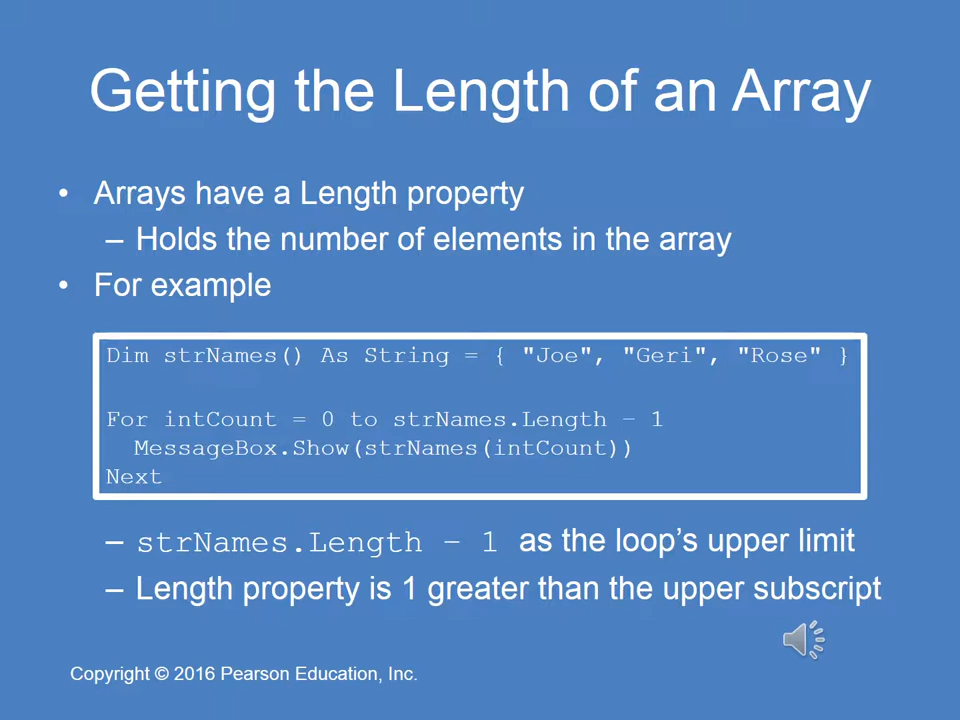 Getting the Length of an Array
• Arrays have a Length property
– Holds the number of elements in the array
• For example
Dim strNames() As String = { "Joe", "Geri", "Rose" }
For intCount = 0 to strNames.Length – 1
MessageBox.Show(strNames(intCount))
Next
– strNames.Length – 1 as the loop’s upper limit
– Length property is 1 greater than the upper subscript
Copyright © 2016 Pearson Education, Inc.